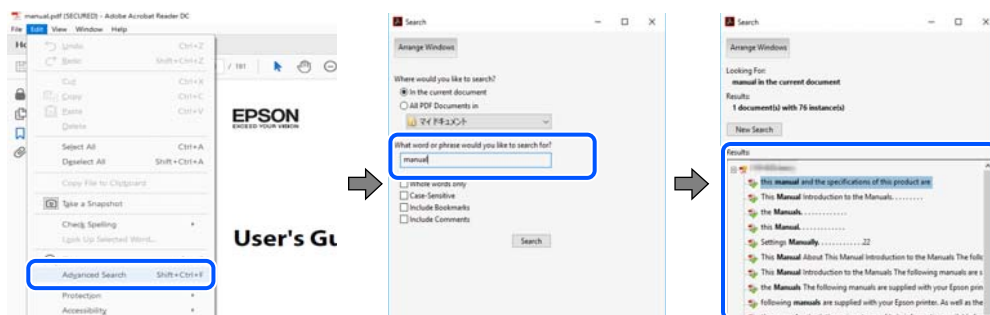 manual.pdf (SECURED) - Adobe Acrobat Reader DC
File Edit View Window Help
Undo Ctrl+Z
Redo Shift+Ctrl+Z
Cut Ctrl+X
Copy Ctrl+C
Paste Ctrl+V
Delete
Select All Ctrl+A
Deselect All Shift+Ctrl+A
Copy File to Clipboard
Take a Snapshot
Check Spelling
Look Up Selected Word...
Advanced Search Shift+Ctrl+F
Protection
Accessibility
/ 181
EPSON
EXCEED YOUR VISION
User's Gu
Search
Arrange Windows
Where would you like to search?
In the current document
All PDF Documents in
マイ ドキュメント
What word or phrase would you like to search for?
manual
Whole words only
Case-Sensitive
Include Bookmarks
Include Comments
Search
Search
Arrange Windows
Looking For:
manual in the current document
Results:
1 document(s) with 76 instance(s)
New Search
Results:
this manual and the specifications of this product are
This Manual Introduction to the Manuals. . . . . . . . .
the Manuals. . . . . . . . . . . . .
this Manual. . . . . . . . . . . . .
Settings Manually. . . . . . . . . . . . .22
This Manual About This Manual Introduction to the Manuals The follo
This Manual Introduction to the Manuals The following manuals are s
the Manuals The following manuals are supplied with your Epson prin
following manuals are supplied with your Epson printer. As well as the